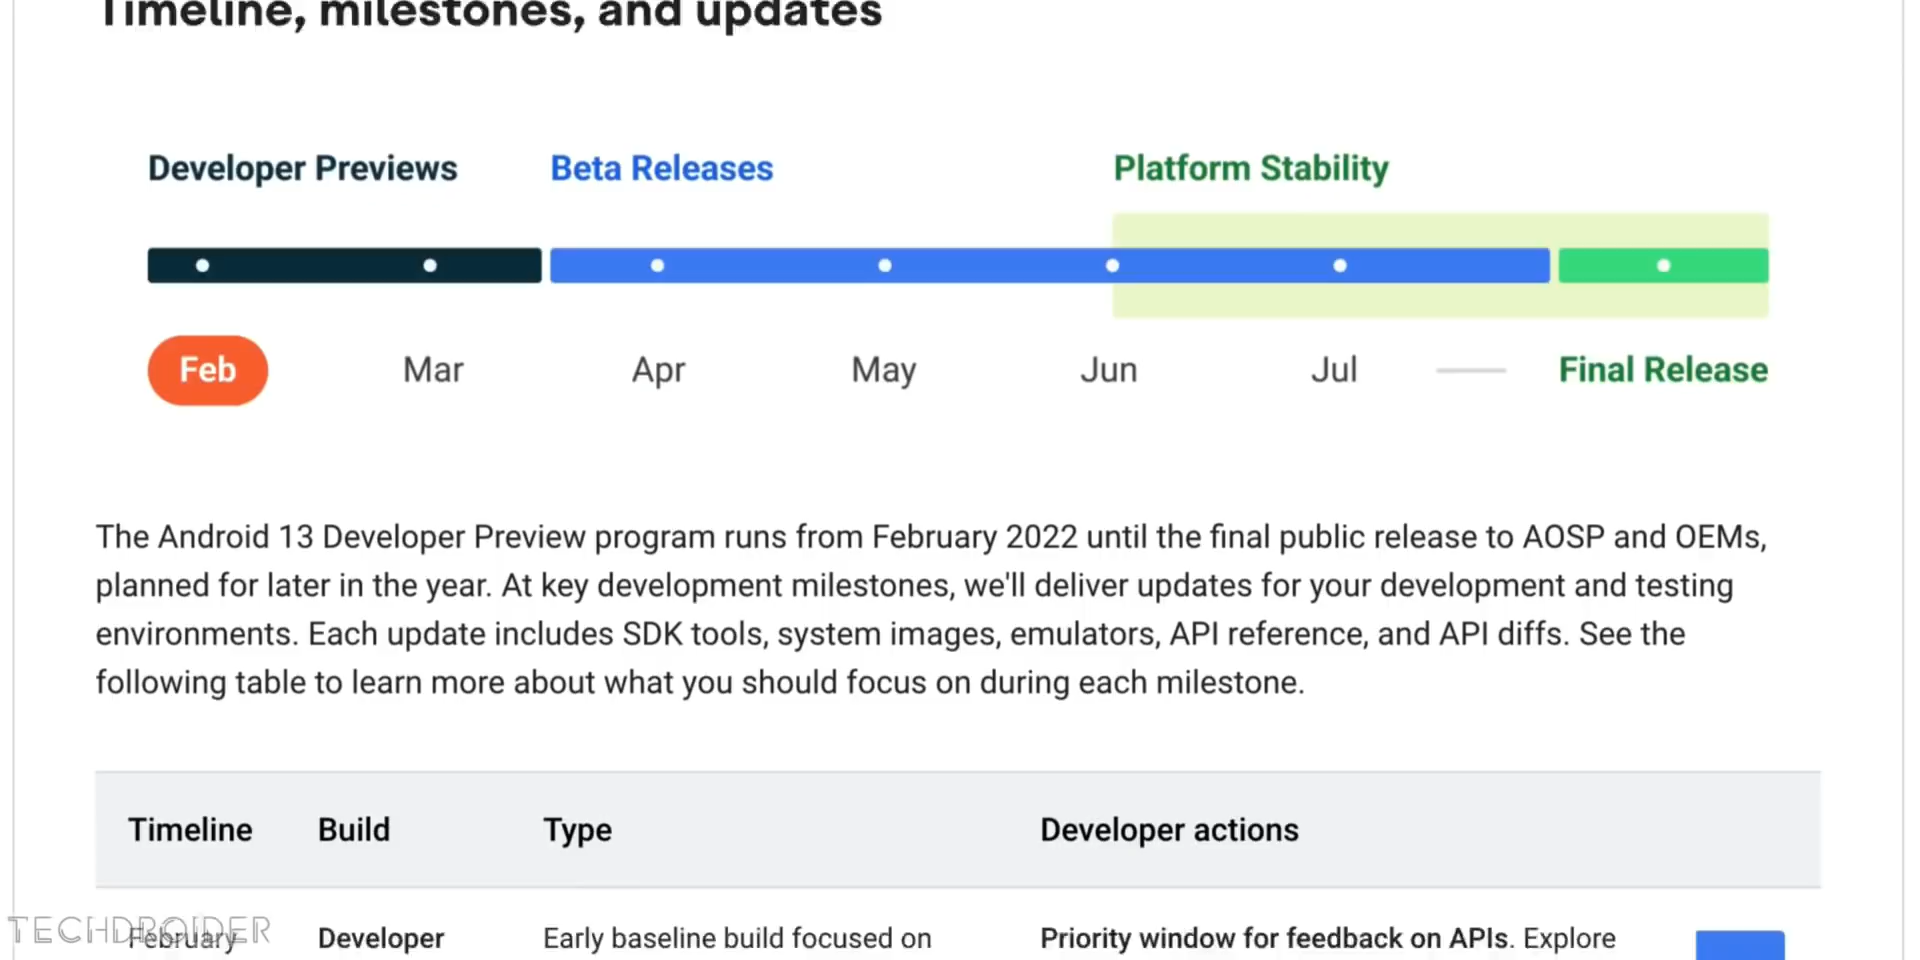 Timeline, milestones, and updates
Developer Previews Beta Releases Platform Stability
Feb Mar Apr May Jun Jul Final Release
The Android 13 Developer Preview program runs from February 2022 until the final public release to AOSP and OEMs,
planned for later in the year. At key development milestones, we'll deliver updates for your development and testing
environments. Each update includes SDK tools, system images, emulators, API reference, and API diffs. See the
following table to learn more about what you should focus on during each milestone.
Timeline Build Type Developer actions
February Developer Early baseline build focused on Priority window for feedback on APIs. Explore
TECHDROIDER